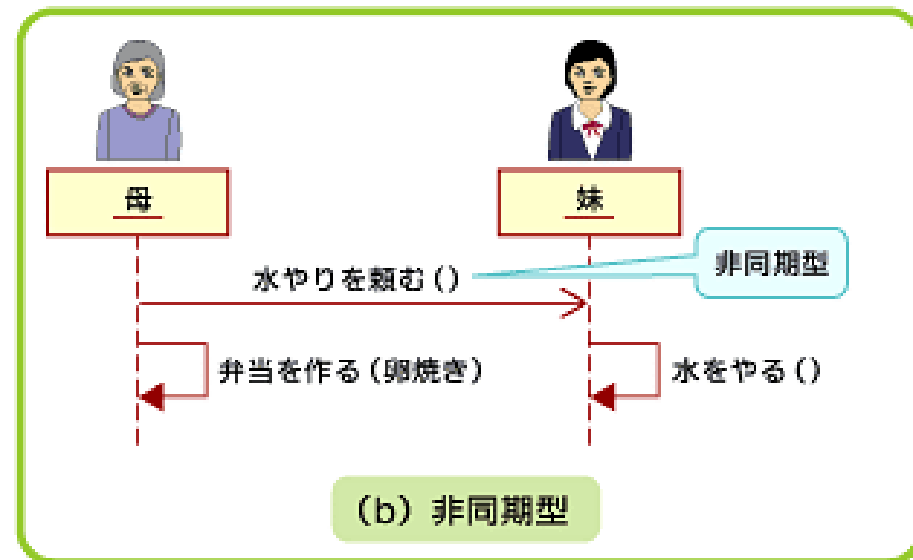 母
妹
水やりを頼む()
非同期型
弁当を作る(卵焼き)
水をやる()
(b) 非同期型